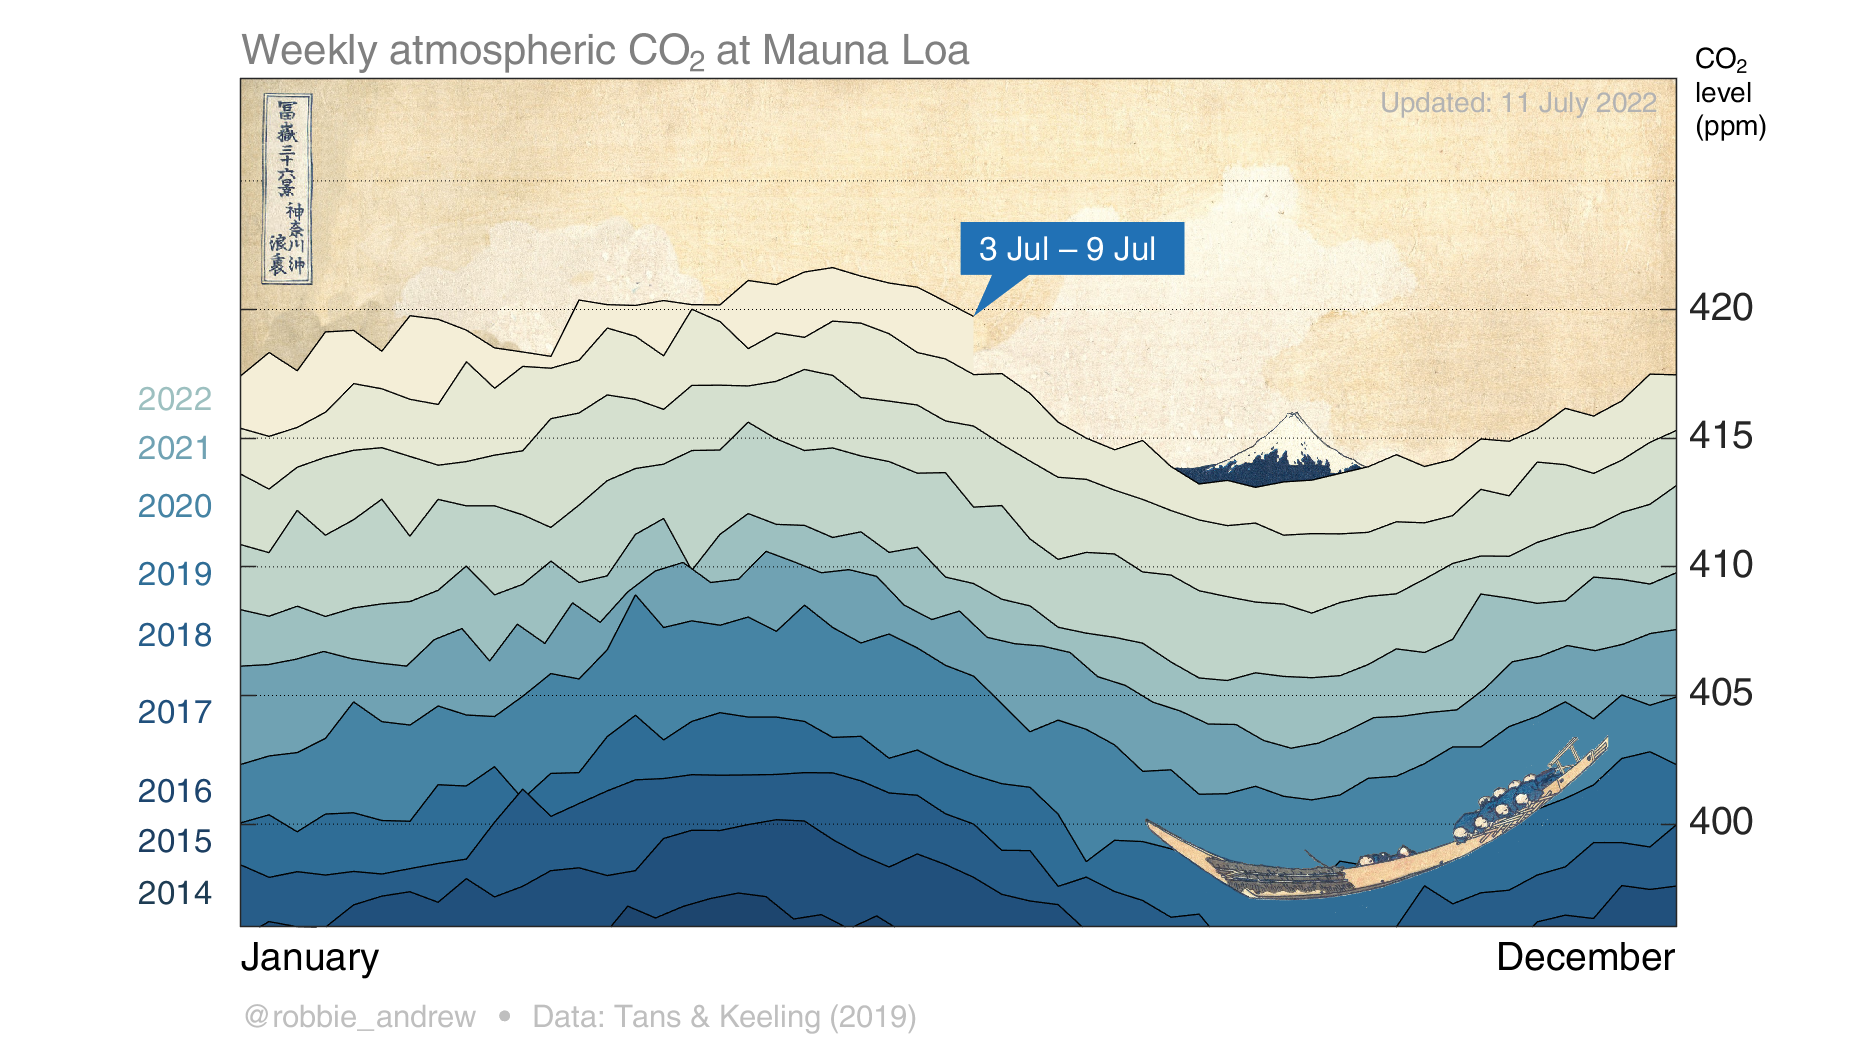 Weekly atmospheric CO₂ at Mauna Loa
CO₂
level
(ppm)
Updated: 11 July 2022
冨嶽三十六景
神奈川沖
浪裏
3 Jul – 9 Jul
420
2022
415
2021
2020
410
2019
2018
405
2017
2016
400
2015
2014
January
December
@robbie_andrew • Data: Tans & Keeling (2019)